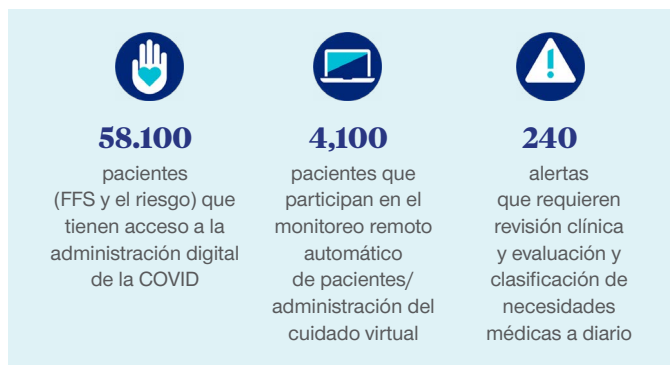 58.100
pacientes
(FFS y el riesgo) que
tienen acceso a la
administración digital
de la COVID
4,100
pacientes que
participan en el
monitoreo remoto
automático
de pacientes/
administración del
cuidado virtual
240
alertas
que requieren
revisión clínica
y evaluación y
clasificación de
necesidades
médicas a diario